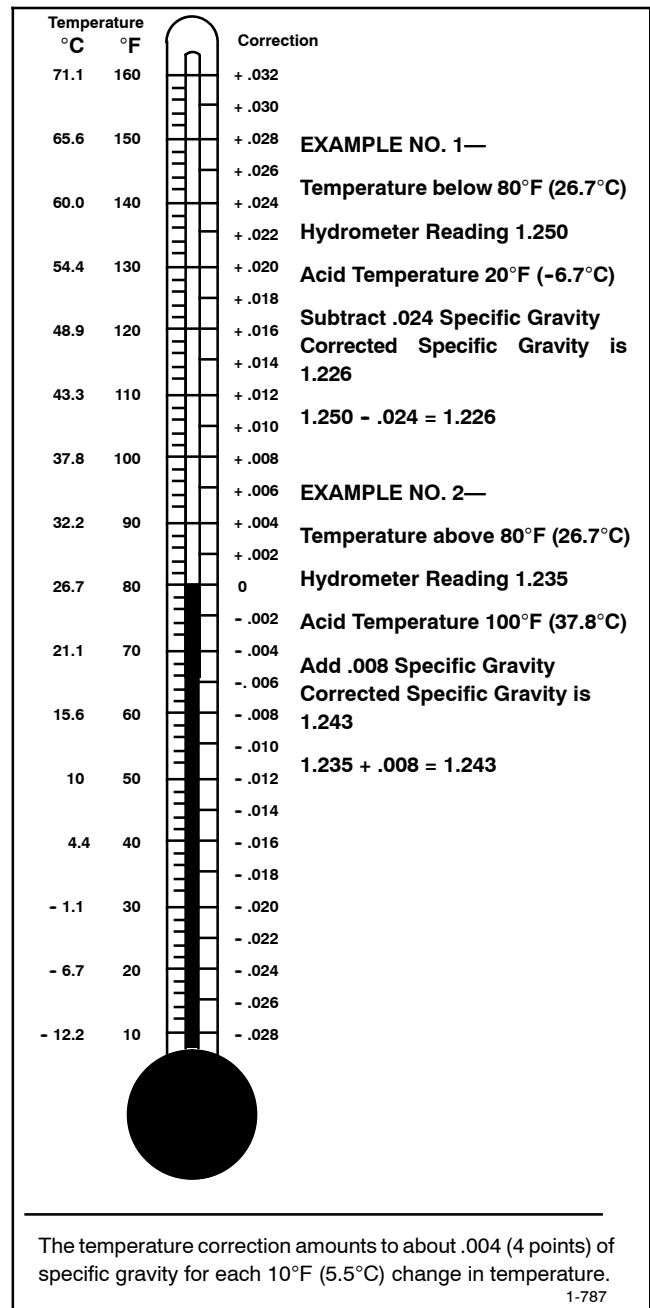 Temperature
°C °F Correction
71.1 160 + .032
+ .030
65.6 150 + .028
+ .026
60.0 140 + .024
+ .022
54.4 130 + .020
+ .018
48.9 120 + .016
+ .014
43.3 110 + .012
+ .010
37.8 100 + .008
+ .006
32.2 90 + .004
+ .002
26.7 80 0
- .002
21.1 70 - .004
-. 006
15.6 60 - .008
- .010
10 50 - .012
- .014
4.4 40 - .016
- .018
- 1.1 30 - .020
- .022
- 6.7 20 - .024
- .026
- 12.2 10 - .028
EXAMPLE NO. 1—
Temperature below 80°F (26.7°C)
Hydrometer Reading 1.250
Acid Temperature 20°F (-6.7°C)
Subtract .024 Specific Gravity
Corrected Specific Gravity is
1.226
1.250 - .024 = 1.226
EXAMPLE NO. 2—
Temperature above 80°F (26.7°C)
Hydrometer Reading 1.235
Acid Temperature 100°F (37.8°C)
Add .008 Specific Gravity
Corrected Specific Gravity is
1.243
1.235 + .008 = 1.243
The temperature correction amounts to about .004 (4 points) of
specific gravity for each 10°F (5.5°C) change in temperature.
1-787